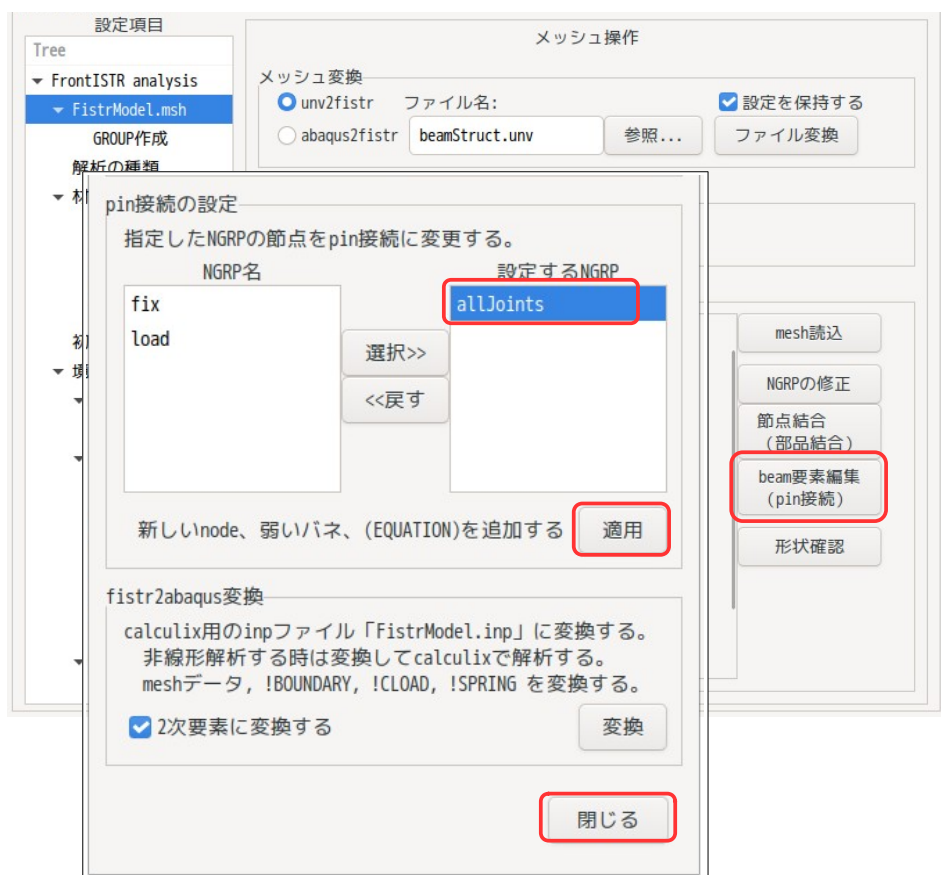 設定項目
Tree
FrontISTR analysis
FistrModel.msh
GROUP作成
解析の種類
メッシュ操作
メッシュ変換
unv2fistr ファイル名:
設定を保持する
abaqus2fistr beamStruct.unv 参照... ファイル変換
pin接続の設定
指定したNGRPの節点をpin接続に変更する。
NGRP名 設定するNGRP
fix
load
allJoints
選択>>
<<戻す
新しいnode、弱いバネ、(EQUATION)を追加する 適用
fistr2abaqus変換
calculix用のinpファイル「FistrModel.inp」に変換する。
非線形解析する時は変換してcalculixで解析する。
meshデータ, !BOUNDARY, !CLOAD, !SPRING を変換する。
2次要素に変換する 変換
閉じる
mesh読込
NGRPの修正
節点結合
(部品結合)
beam要素編集
(pin接続)
形状確認